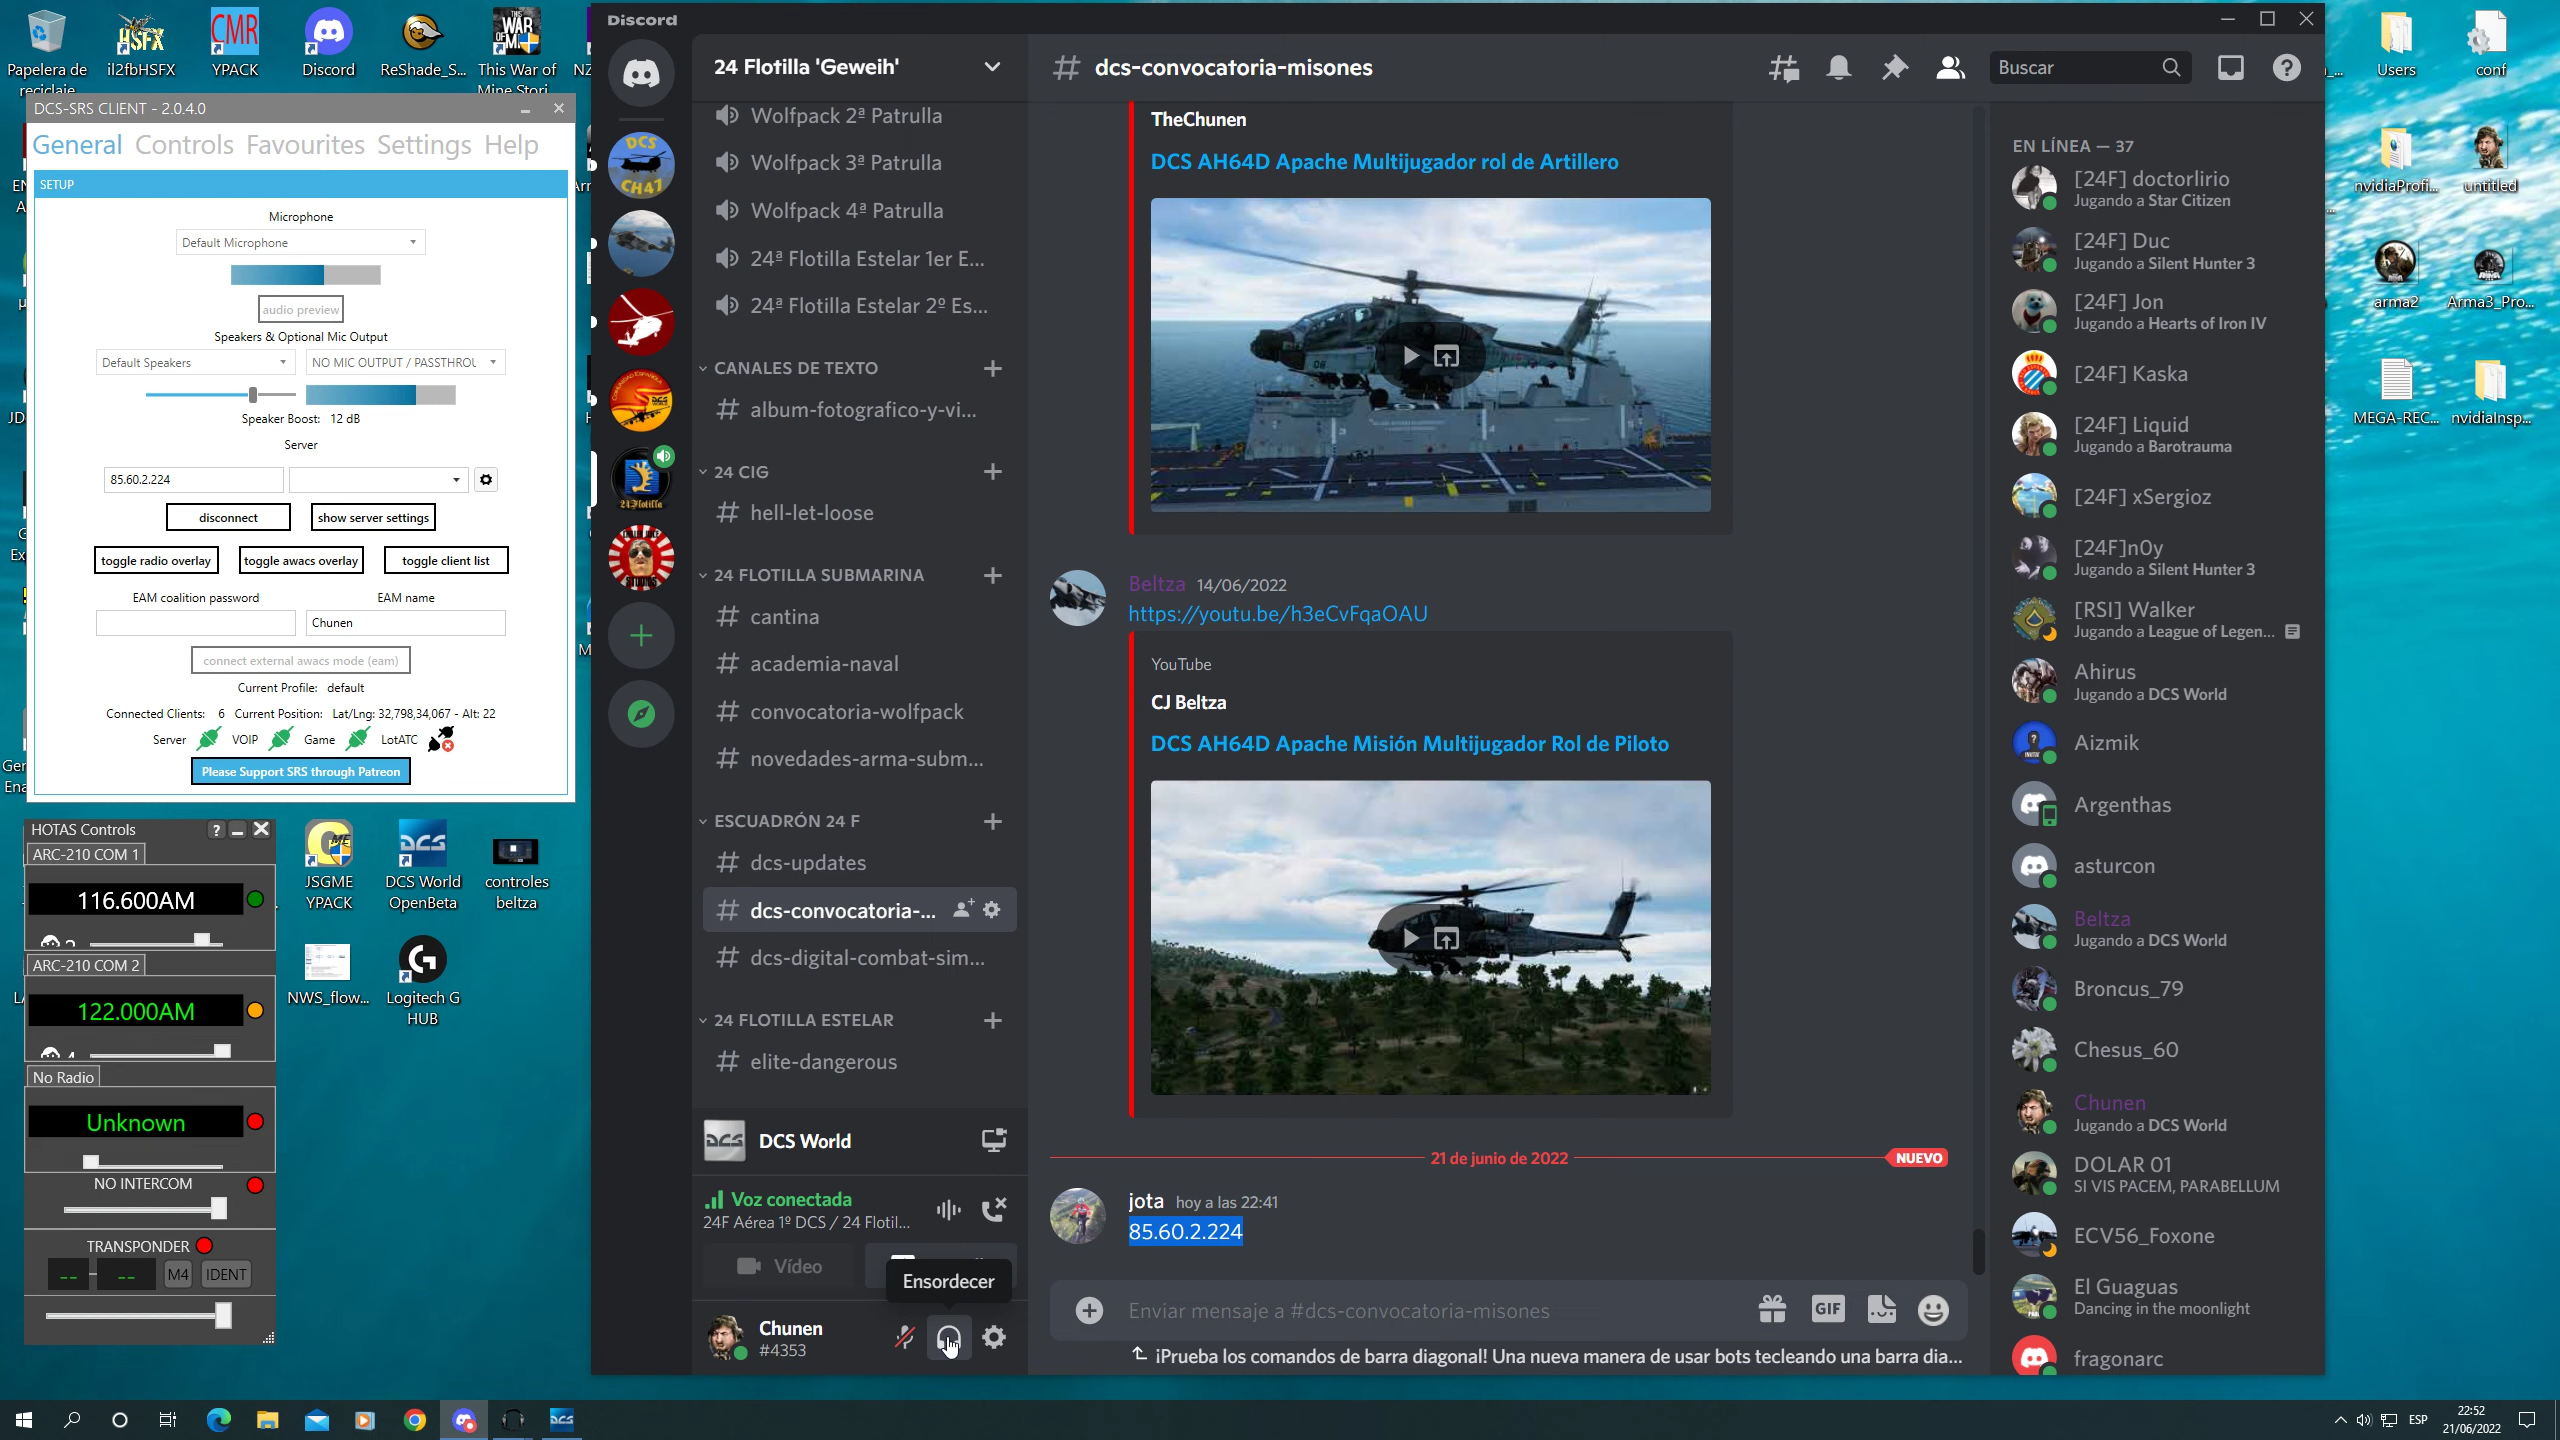 Papelera de
reciclaje
il2fbHSFX
CMR
YPACK
Discord
ReShade_S...
THIS
WAR
OF MI
This War of
Mine Stori
NZ
DCS-SRS CLIENT - 2.0.4.0
General Controls Favourites Settings Help
SETUP
Microphone
Default Microphone
audio preview
Speakers & Optional Mic Output
Default Speakers
NO MIC OUTPUT / PASSTHROU
Speaker Boost: 12 dB
Server
85.60.2.224
disconnect
show server settings
toggle radio overlay
toggle awacs overlay
toggle client list
EAM coalition password
EAM name
Chunen
connect external awacs mode (eam)
Current Profile: default
Connected Clients: 6 Current Position: Lat/Lng: 32,798,34,067 - Alt: 22
Server VOIP Game LotATC
Please Support SRS through Patreon
HOTAS Controls
ARC-210 COM 1
116.600AM
ARC-210 COM 2
122.000AM
No Radio
Unknown
NO INTERCOM
TRANSPONDER
-- - -- M4 IDENT
JSGME
YPACK
DCS World
OpenBeta
controles
beltza
NWS_flow...
Logitech G
HUB
Discord
DCS
CH47
24 Flotilla 'Geweih'
Wolfpack 2ª Patrulla
Wolfpack 3ª Patrulla
Wolfpack 4ª Patrulla
24ª Flotilla Estelar 1er E...
24ª Flotilla Estelar 2º Es...
CANALES DE TEXTO
album-fotografico-y-vi...
24 CIG
hell-let-loose
24 FLOTILLA SUBMARINA
cantina
academia-naval
convocatoria-wolfpack
novedades-arma-subm...
ESCUADRÓN 24 F
dcs-updates
dcs-convocatoria-...
dcs-digital-combat-sim...
24 FLOTILLA ESTELAR
elite-dangerous
DCS World
Voz conectada
24F Aérea 1º DCS / 24 Flotil...
Vídeo
Ensordecer
Chunen
#4353
dcs-convocatoria-misones
Buscar
TheChunen
DCS AH64D Apache Multijugador rol de Artillero
Beltza 14/06/2022
https://youtu.be/h3eCvFqaOAU
YouTube
CJ Beltza
DCS AH64D Apache Misión Multijugador Rol de Piloto
21 de junio de 2022
NUEVO
jota hoy a las 22:41
85.60.2.224
Enviar mensaje a #dcs-convocatoria-misones
GIF
¡Prueba los comandos de barra diagonal! Una nueva manera de usar bots tecleando una barra dia...
EN LÍNEA — 37
[24F] doctorlirio
Jugando a Star Citizen
[24F] Duc
Jugando a Silent Hunter 3
[24F] Jon
Jugando a Hearts of Iron IV
[24F] Kaska
[24F] Liquid
Jugando a Barotrauma
[24F] xSergioz
[24F]n0y
Jugando a Silent Hunter 3
[RSI] Walker
Jugando a League of Legen...
Ahirus
Jugando a DCS World
Aizmik
Argenthas
asturcon
Beltza
Jugando a DCS World
Broncus_79
Chesus_60
Chunen
Jugando a DCS World
DOLAR 01
SI VIS PACEM, PARABELLUM
ECV56_Foxone
El Guaguas
Dancing in the moonlight
fragonarc
Users
conf
nvidiaProfi...
untitled
arma2
Arma3_Pro...
MEGA-REC...
nvidiaInsp...
ESP
22:52
21/06/2022